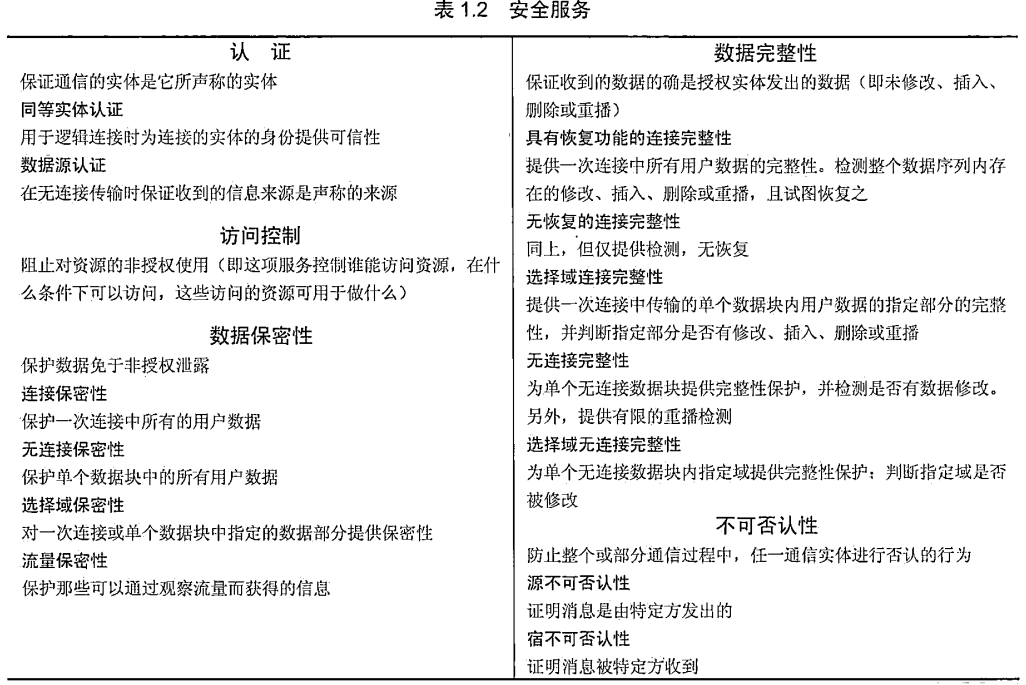 表 1.2 安全服务
认 证
保证通信的实体是它所声称的实体
同等实体认证
用于逻辑连接时为连接的实体的身份提供可信性
数据源认证
在无连接传输时保证收到的信息来源是声称的来源
访问控制
阻止对资源的非授权使用（即这项服务控制谁能访问资源，在什
么条件下可以访问，这些访问的资源可用于做什么）
数据保密性
保护数据免于非授权泄露
连接保密性
保护一次连接中所有的用户数据
无连接保密性
保护单个数据块中的所有用户数据
选择域保密性
对一次连接或单个数据块中指定的数据部分提供保密性
流量保密性
保护那些可以通过观察流量而获得的信息
数据完整性
保证收到的数据的确是授权实体发出的数据（即未修改、插入、
删除或重播）
具有恢复功能的连接完整性
提供一次连接中所有用户数据的完整性。检测整个数据序列内存
在的修改、插入、删除或重播，且试图恢复之
无恢复的连接完整性
同上，但仅提供检测，无恢复
选择域连接完整性
提供一次连接中传输的单个数据块内用户数据的指定部分的完整
性，并判断指定部分是否有修改、插入、删除或重播
无连接完整性
为单个无连接数据块提供完整性保护，并检测是否有数据修改。
另外，提供有限的重播检测
选择域无连接完整性
为单个无连接数据块内指定域提供完整性保护；判断指定域是否
被修改
不可否认性
防止整个或部分通信过程中，任一通信实体进行否认的行为
源不可否认性
证明消息是由特定方发出的
宿不可否认性
证明消息被特定方收到